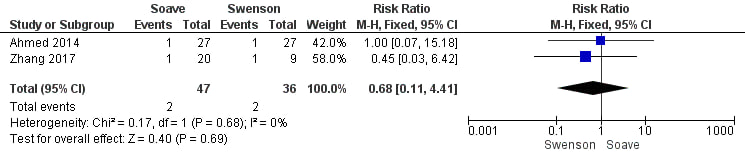 Soave Swenson Risk Ratio Risk Ratio
Study or Subgroup Events Total Events Total Weight M-H, Fixed, 95% CI M-H, Fixed, 95% CI
Ahmed 2014 1 27 1 27 42.0% 1.00 [0.07, 15.18]
Zhang 2017 1 20 1 9 58.0% 0.45 [0.03, 6.42]
Total (95% CI) 47 36 100.0% 0.68 [0.11, 4.41]
Total events 2 2
Heterogeneity: Chi² = 0.17, df = 1 (P = 0.68); I² = 0%
Test for overall effect: Z = 0.40 (P = 0.69)
0.001 0.1 1 10 1000
Swenson Soave